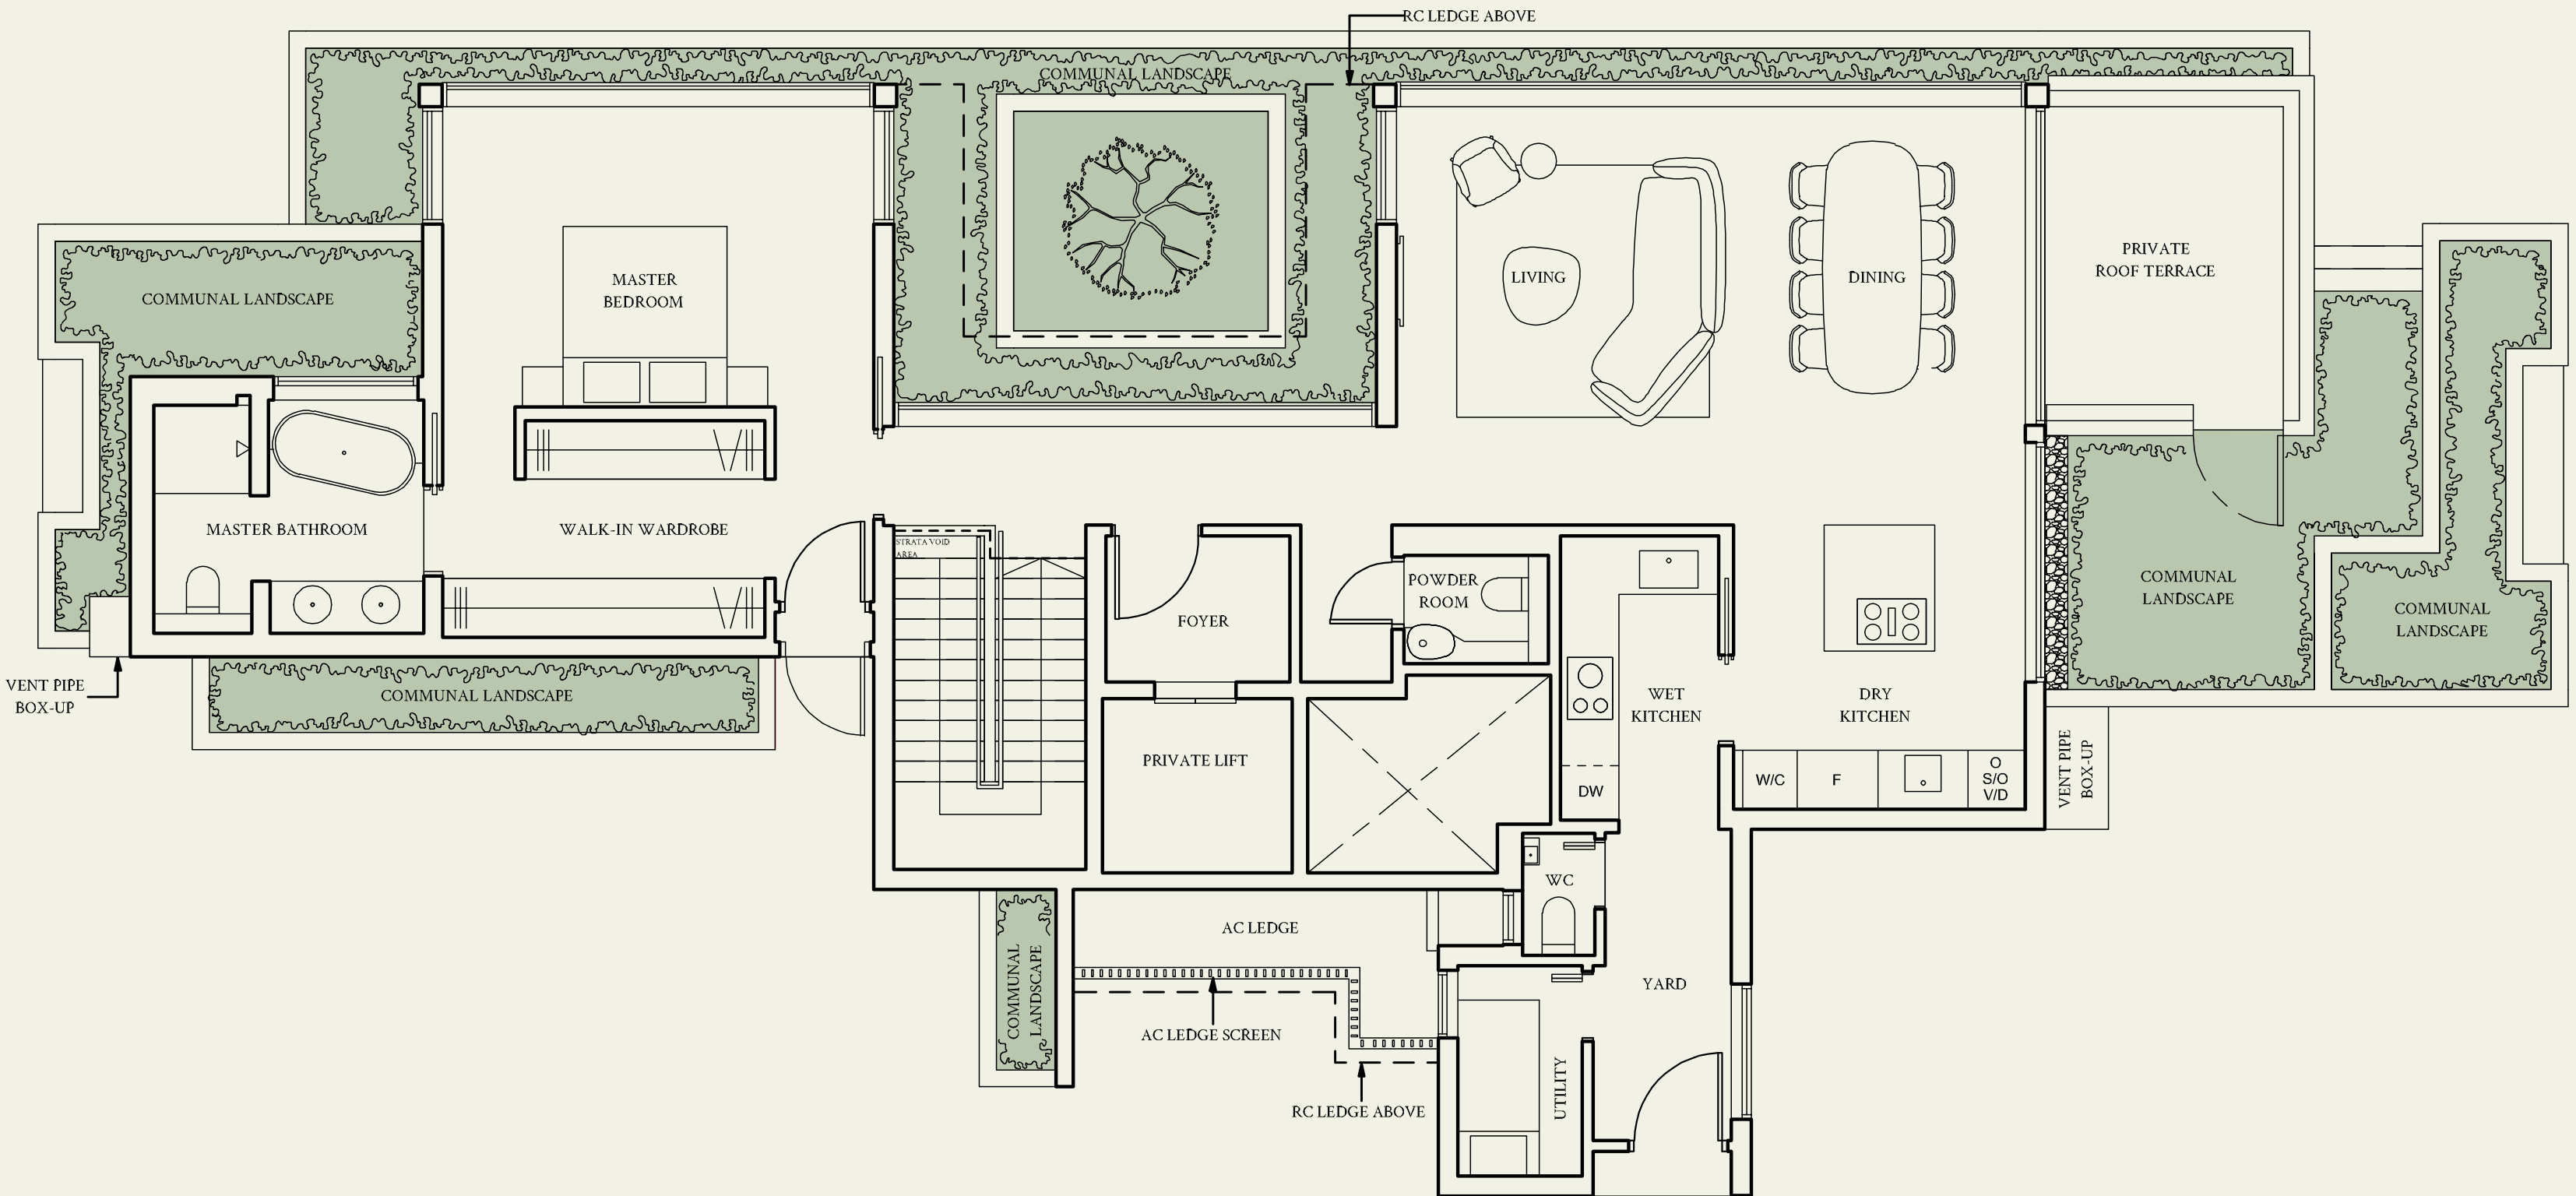 RC LEDGE ABOVE
COMMUNAL LANDSCAPE
COMMUNAL LANDSCAPE
MASTER
BEDROOM
LIVING
DINING
PRIVATE
ROOF TERRACE
MASTER BATHROOM
WALK-IN WARDROBE
STRATA VOID
AREA
FOYER
POWDER
ROOM
COMMUNAL
LANDSCAPE
COMMUNAL
LANDSCAPE
VENT PIPE
BOX-UP
COMMUNAL LANDSCAPE
WET
KITCHEN
DRY
KITCHEN
PRIVATE LIFT
DW
W/C
F
O
S/O
V/D
VENT PIPE
BOX-UP
WC
AC LEDGE
COMMUNAL
LANDSCAPE
YARD
AC LEDGE SCREEN
UTILITY
RC LEDGE ABOVE